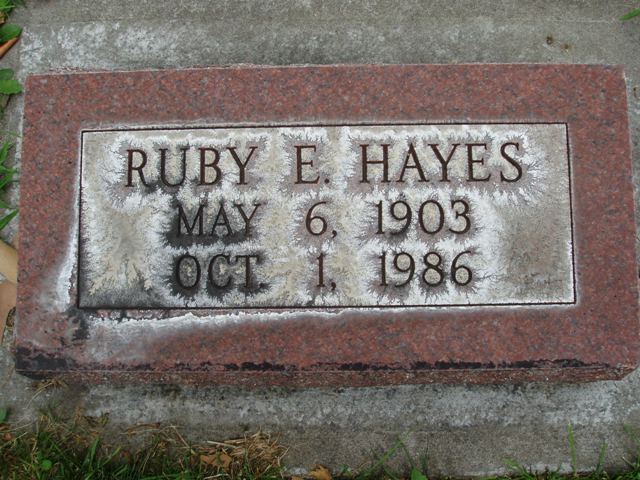 RUBY E. HAYES
MAY 6, 1903
OCT. 1, 1986